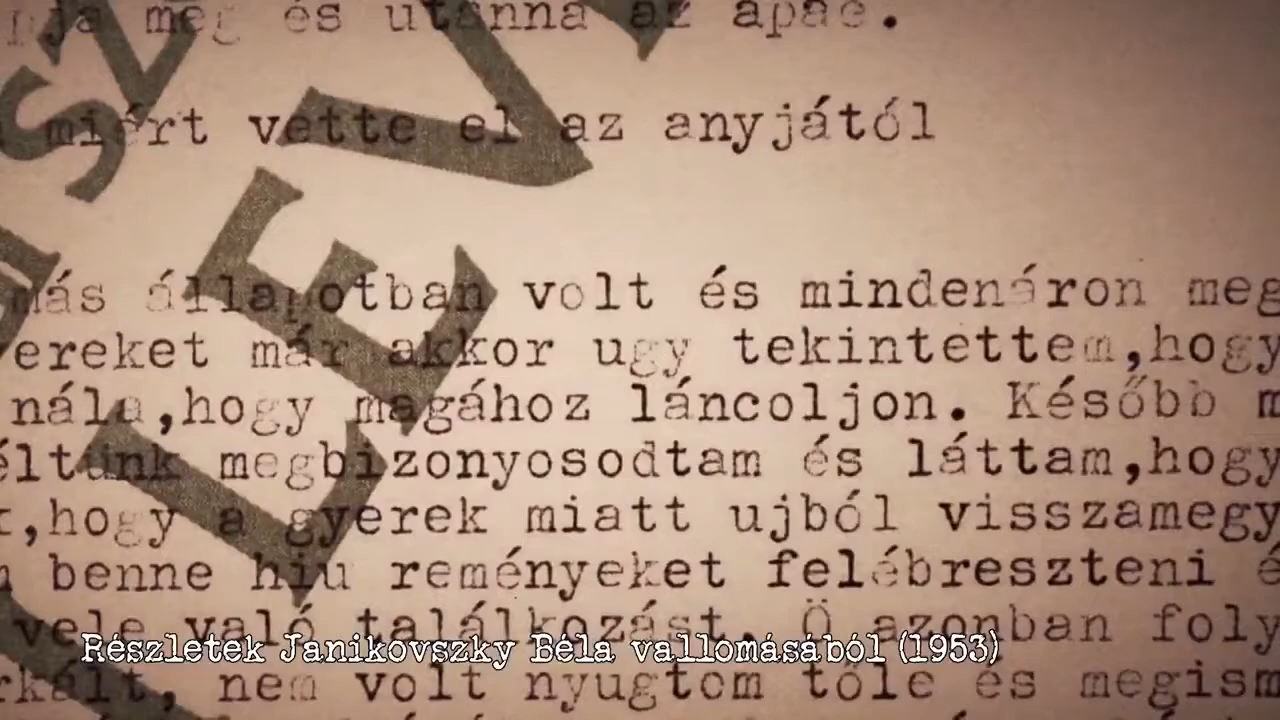 meg és utánna az apáé.
miért vette el az anyjától
más állapotban volt és mindenáron meg
ereket már akkor ugy tekintettem,hogy
nála,hogy magához láncoljon. Később m
éltünk megbizonyosodtam és láttam,hogy
,hogy a gyerek miatt ujból visszamegy
benne hiu reményeket felébreszteni é
vele való találkozást. Ő azonban foly
Részletek Janikovszky Béla vallomásából (1953)
rkált, nem volt nyugtom tőle és megism
LEV